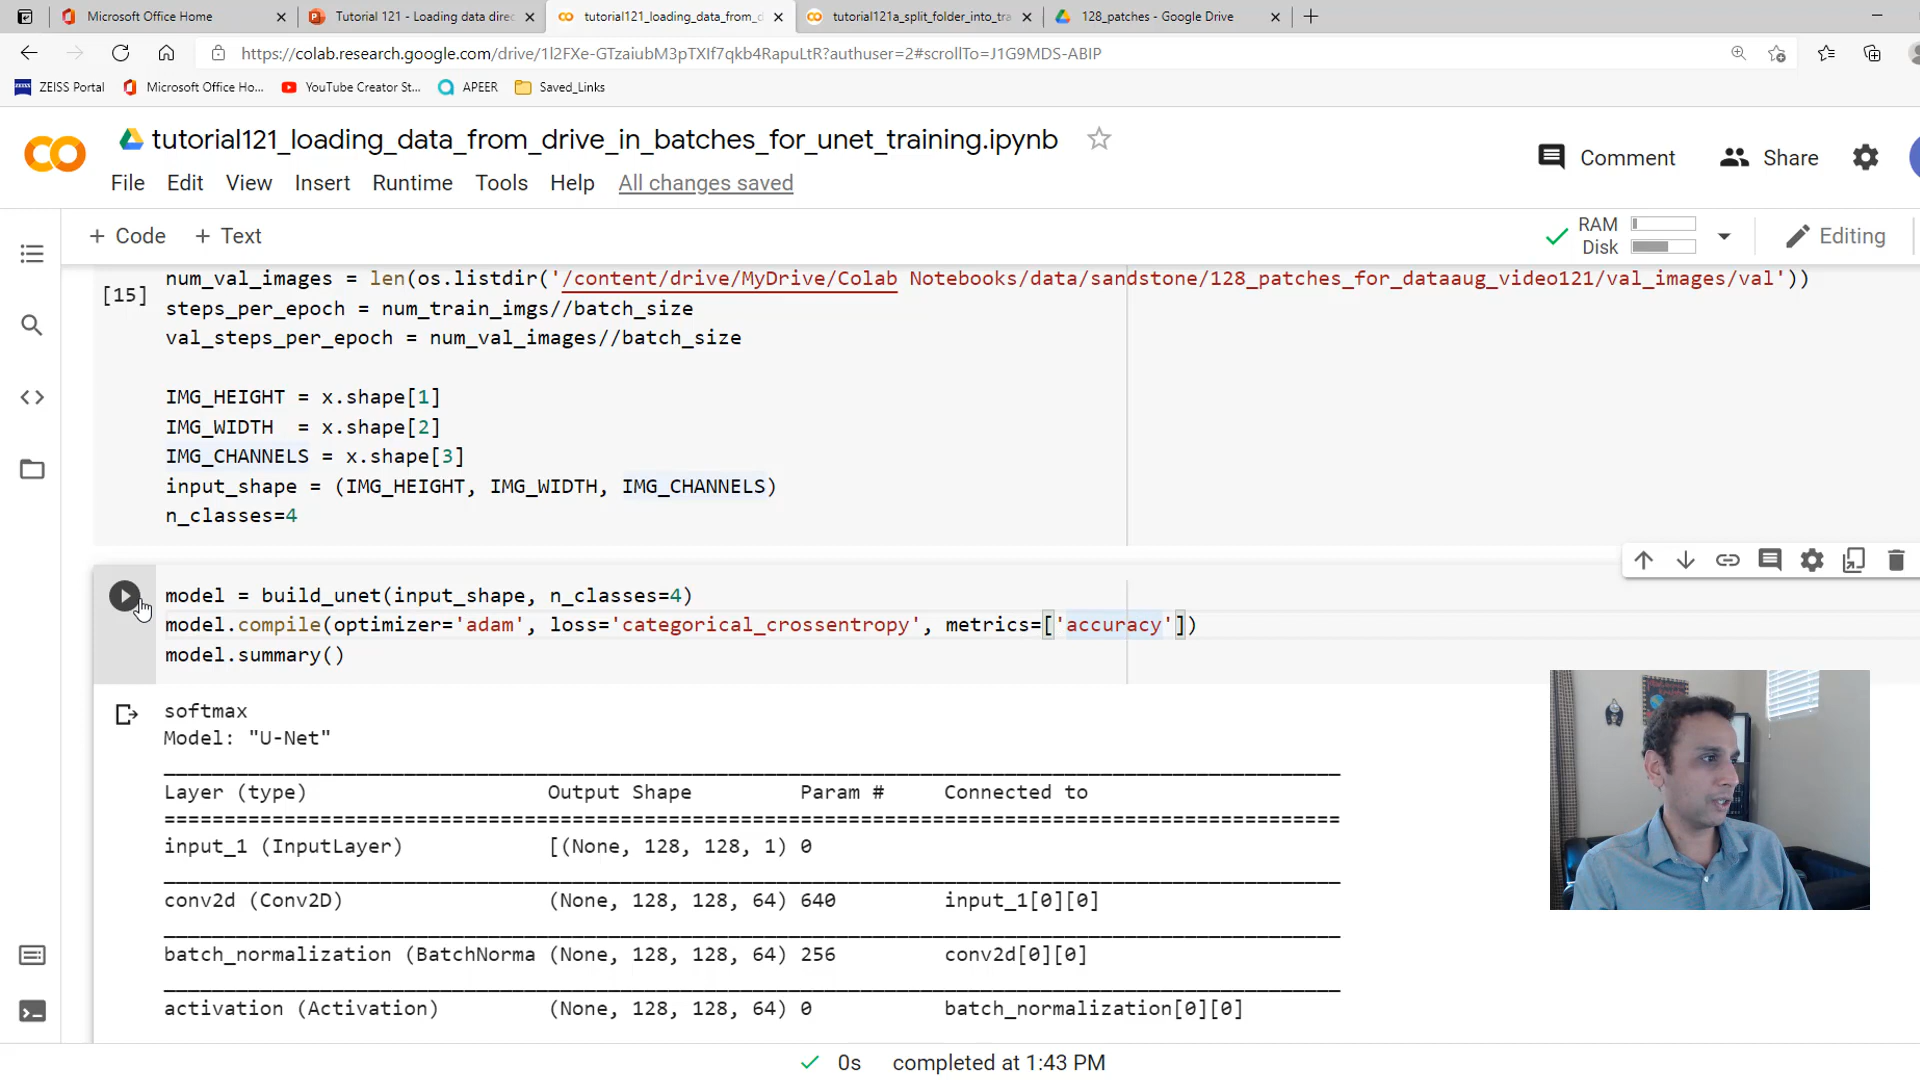 Microsoft Office Home
Tutorial 121 - Loading data direc
tutorial121_loading_data_from_d
tutorial121a_split_folder_into_tra
128_patches - Google Drive
https://colab.research.google.com/drive/1l2FXe-GTzaiubM3pTXIf7qkb4RapuLtR?authuser=2#scrollTo=J1G9MDS-ABIP
ZEISS Portal
Microsoft Office Ho...
YouTube Creator St...
APEER
Saved_Links
tutorial121_loading_data_from_drive_in_batches_for_unet_training.ipynb
Comment
Share
File Edit View Insert Runtime Tools Help All changes saved
+ Code + Text
RAM
Disk
Editing
[15]
num_val_images = len(os.listdir('/content/drive/MyDrive/Colab Notebooks/data/sandstone/128_patches_for_dataaug_video121/val_images/val'))
steps_per_epoch = num_train_imgs//batch_size
val_steps_per_epoch = num_val_images//batch_size
IMG_HEIGHT = x.shape[1]
IMG_WIDTH  = x.shape[2]
IMG_CHANNELS = x.shape[3]
input_shape = (IMG_HEIGHT, IMG_WIDTH, IMG_CHANNELS)
n_classes=4
model = build_unet(input_shape, n_classes=4)
model.compile(optimizer='adam', loss='categorical_crossentropy', metrics=['accuracy'])
model.summary()
softmax
Model: "U-Net"
Layer (type) Output Shape Param # Connected to
input_1 (InputLayer) [(None, 128, 128, 1) 0
conv2d (Conv2D) (None, 128, 128, 64) 640 input_1[0][0]
batch_normalization (BatchNorma (None, 128, 128, 64) 256 conv2d[0][0]
activation (Activation) (None, 128, 128, 64) 0 batch_normalization[0][0]
0s completed at 1:43 PM